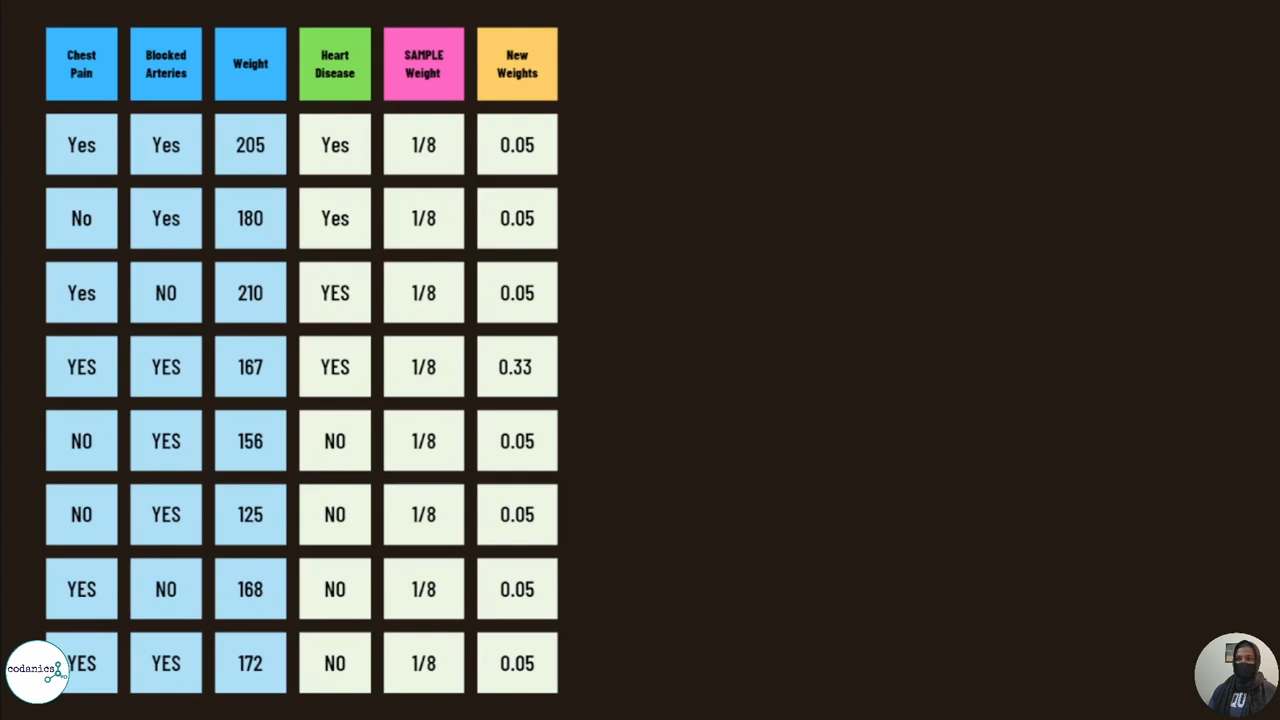 Chest Pain Blocked Arteries Weight Heart Disease SAMPLE Weight New Weights
Yes Yes 205 Yes 1/8 0.05
No Yes 180 Yes 1/8 0.05
Yes NO 210 YES 1/8 0.05
YES YES 167 YES 1/8 0.33
NO YES 156 NO 1/8 0.05
NO YES 125 NO 1/8 0.05
YES NO 168 NO 1/8 0.05
YES YES 172 NO 1/8 0.05
codanics
QU